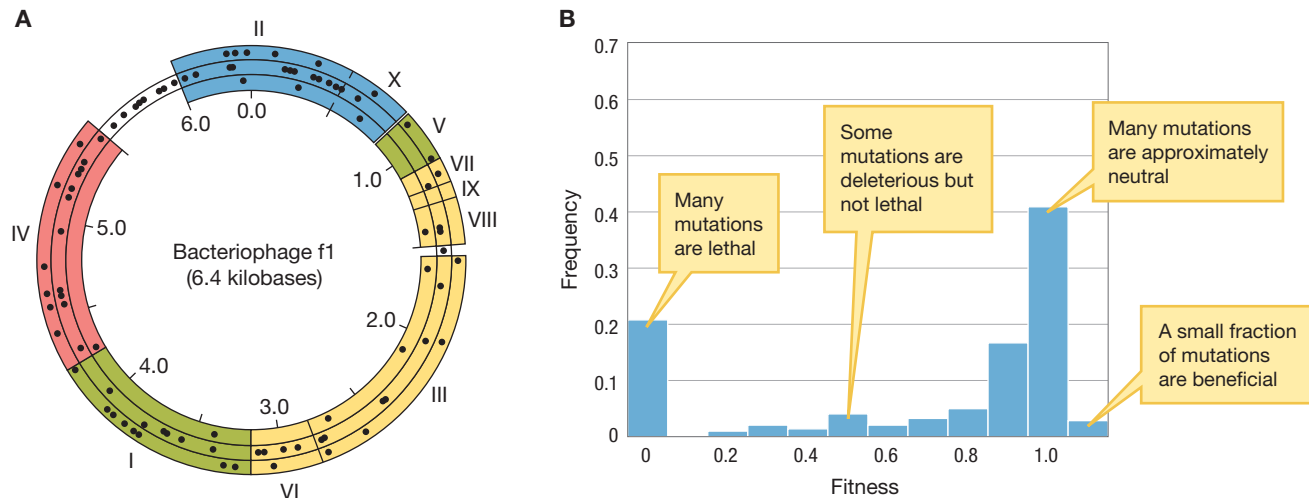 A
II
X
V
VII
IX
VIII
III
VI
I
IV
6.0
0.0
1.0
2.0
3.0
4.0
5.0
Bacteriophage f1
(6.4 kilobases)
B
0.7
0.6
0.5
0.4
0.3
0.2
0.1
0
Frequency
Many
mutations
are lethal
Some
mutations are
deleterious but
not lethal
Many mutations
are approximately
neutral
A small fraction
of mutations
are beneficial
0
0.2
0.4
0.6
0.8
1.0
Fitness